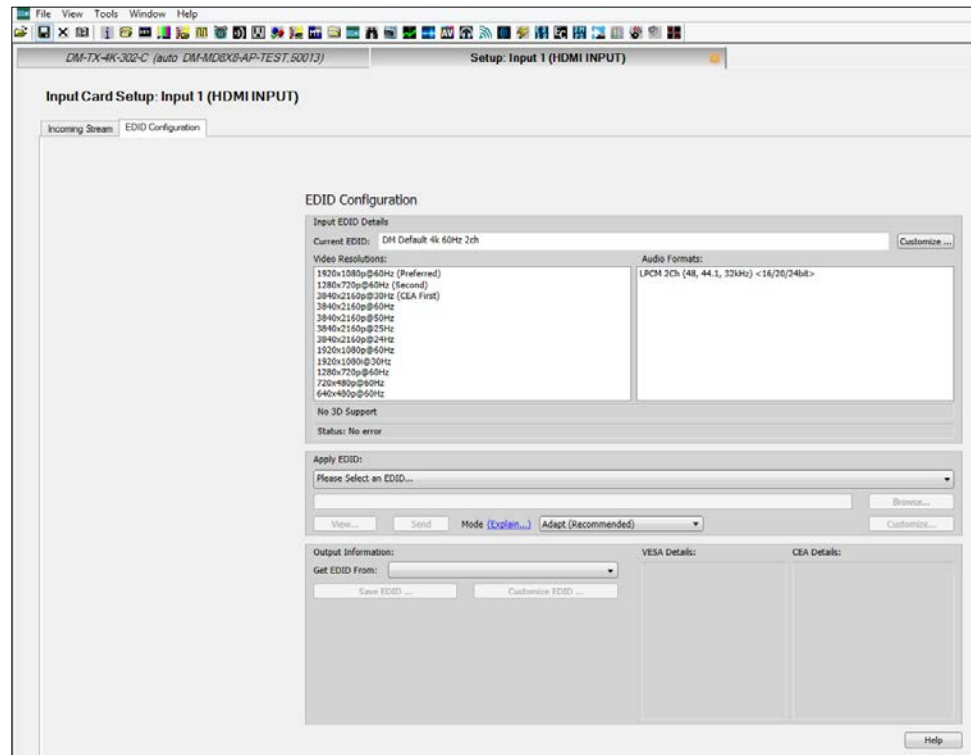 File View Tools Window Help
DM-TX-4K-302-C (auto DM-MD8X8-AP-TEST,60013)
Setup: Input 1 (HDMI INPUT)
Input Card Setup: Input 1 (HDMI INPUT)
Incoming Stream
EDID Configuration
EDID Configuration
Input EDID Details
Current EDID: DM Default 4k 60Hz 2ch
Customize ...
Video Resolutions:
1920x1080p@60Hz (Preferred)
1280x720p@60Hz (Second)
3840x2160p@30Hz (CEA First)
3840x2160p@60Hz
3840x2160p@50Hz
3840x2160p@25Hz
3840x2160p@24Hz
1920x1080p@60Hz
1920x1080i@30Hz
1280x720p@60Hz
720x480p@60Hz
640x480p@60Hz
Audio Formats:
LPCM 2Ch (48, 44.1, 32kHz) <16/20/24bit>
No 3D Support
Status: No error
Apply EDID:
Please Select an EDID...
Browse...
View... Send Mode (Explain...) Adapt (Recommended) Customize...
Output Information:
Get EDID From:
Save EDID ... Customize EDID ...
VESA Details:
CEA Details:
Help